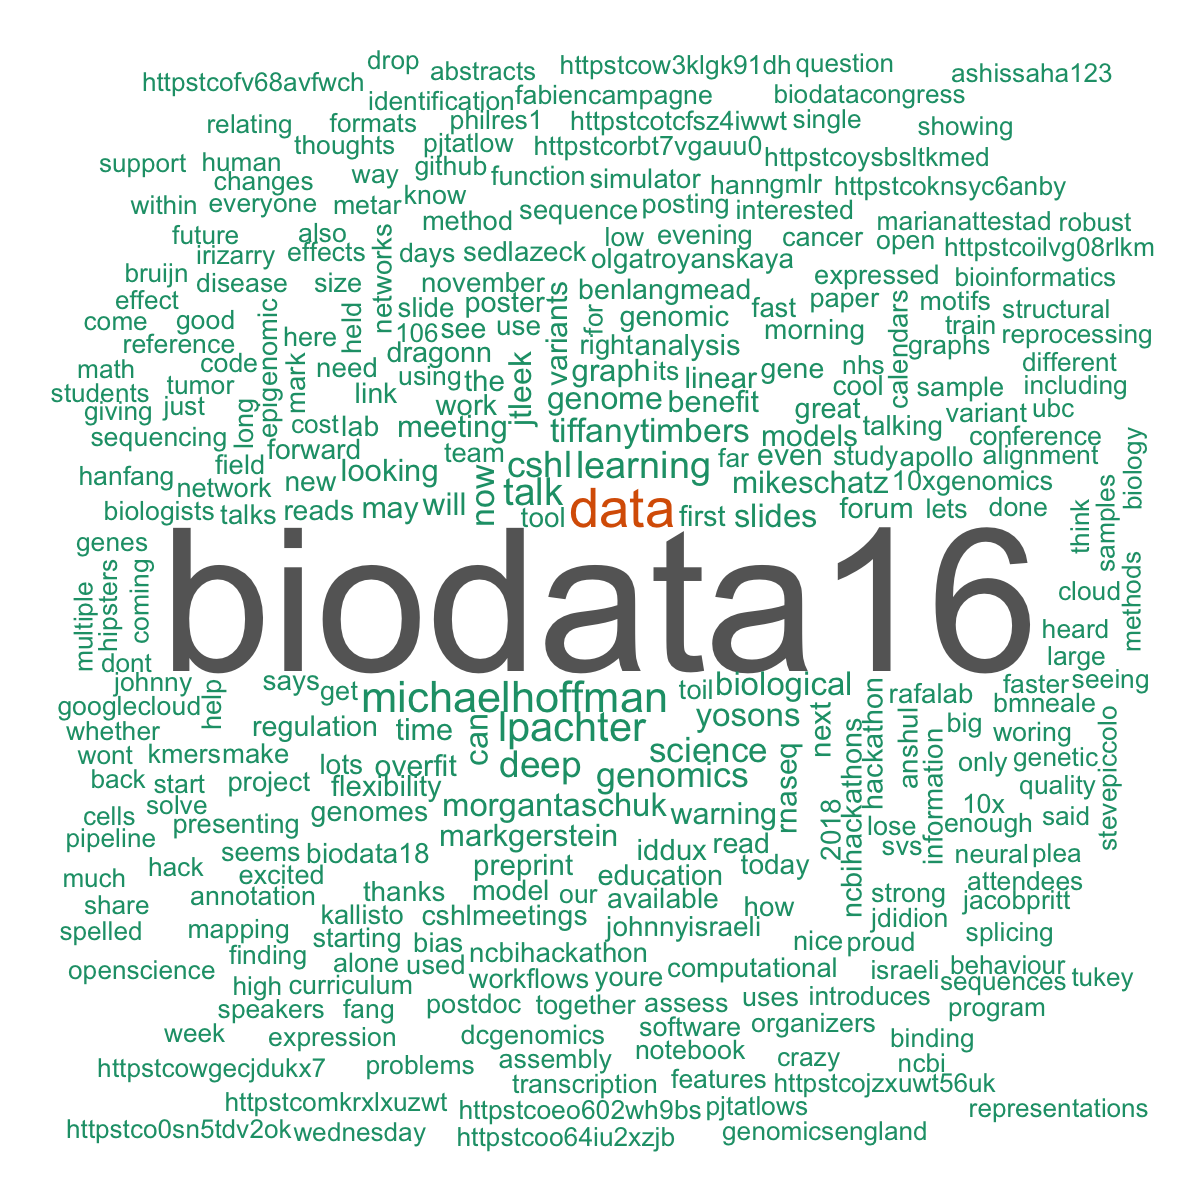 drop
httpstcofv68avfwch
abstracts
httpstcow3klgk91dh
question
ashissaha123
identification
fabiencampagne
biodatacongress
relating
formats
philres1
httpstcotcfsz4iwwt
single
showing
thoughts
pjtatlow
httpstcorbt7vgauu0
httpstcoysbsltkmed
support
human
changes
way
github
function
simulator
hanngmlr
httpstcoknsyc6anby
within
everyone
metar
know
method
sequence
posting
interested
marianattestad
robust
future
also
networks
low
evening
cancer
open
httpstcoilvg08rlkm
irizarry
effects
days
sedlazeck
olgatroyanskaya
bruijn
disease
size
november
benlangmead
expressed
bioinformatics
effect
epigenomic
held
slide
poster
variants
for
genomic
fast
paper
calendars
motifs
structural
come
good
here
106
see
use
morning
train
reprocessing
reference
code
mark
need
dragonn
right
analysis
graphs
different
math
students
tumor
link
using
the
jtleek
graph
its
linear
gene
nhs
cool
sample
including
giving
just
long
work
genome
benefit
great
talking
variant
ubc
sequencing
cost
lab
meeting
tiffanytimbers
models
conference
forward
team
hanfang
field
looking
now
cshl
learning
far
even
study
apollo
alignment
biology
network
new
talk
mikeschatz
10xgenomics
biologists
talks
reads
may
will
tool
data
first
slides
forum
lets
done
think
samples
genes
biodata16
multiple
hipsters
coming
cloud
methods
heard
dont
large
johnny
says
get
michaelhoffman
toil
biological
rafalab
faster
seeing
googlecloud
help
regulation
time
can
lpachter
yosons
next
hackathon
anshul
big
bmneale
whether
woring
wont
kmers
make
lots
overfit
deep
science
rnaseq
ncbihackathons
information
only
genetic
stevepiccolo
back
start
project
flexibility
genomics
quality
cells
solve
genomes
morgantaschuk
warning
2018
10x
pipeline
presenting
markgerstein
lose
enough
said
seems
biodata18
iddux
read
svs
neural
plea
much
hack
excited
preprint
education
today
attendees
share
annotation
thanks
model
our
available
how
strong
jacobpritt
kallisto
cshlmeetings
johnnyisraeli
jdidion
spelled
mapping
starting
bias
ncbihackathon
nice
proud
splicing
finding
alone
used
openscience
workflows
youre
computational
israeli
behaviour
high
curriculum
sequences
tukey
speakers
fang
postdoc
together
assess
uses
introduces
program
week
expression
dcgenomics
software
organizers
binding
notebook
httpstcowgecjdukx7
problems
assembly
crazy
ncbi
transcription
features
httpstcojzxuwt56uk
httpstcomkrxlxuzwt
httpstcoeo602wh9bs
pjtatlows
representations
httpstco0sn5tdv2ok
wednesday
httpstcoo64iu2xzjb
genomicsengland